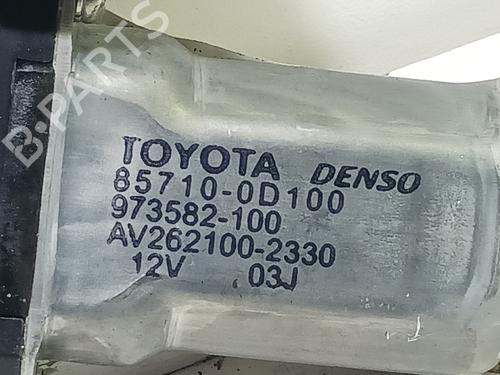 B-PARTS
TOYOTA DENSO
85710-0D100
973582-100
AV262100-2330
12V 03J